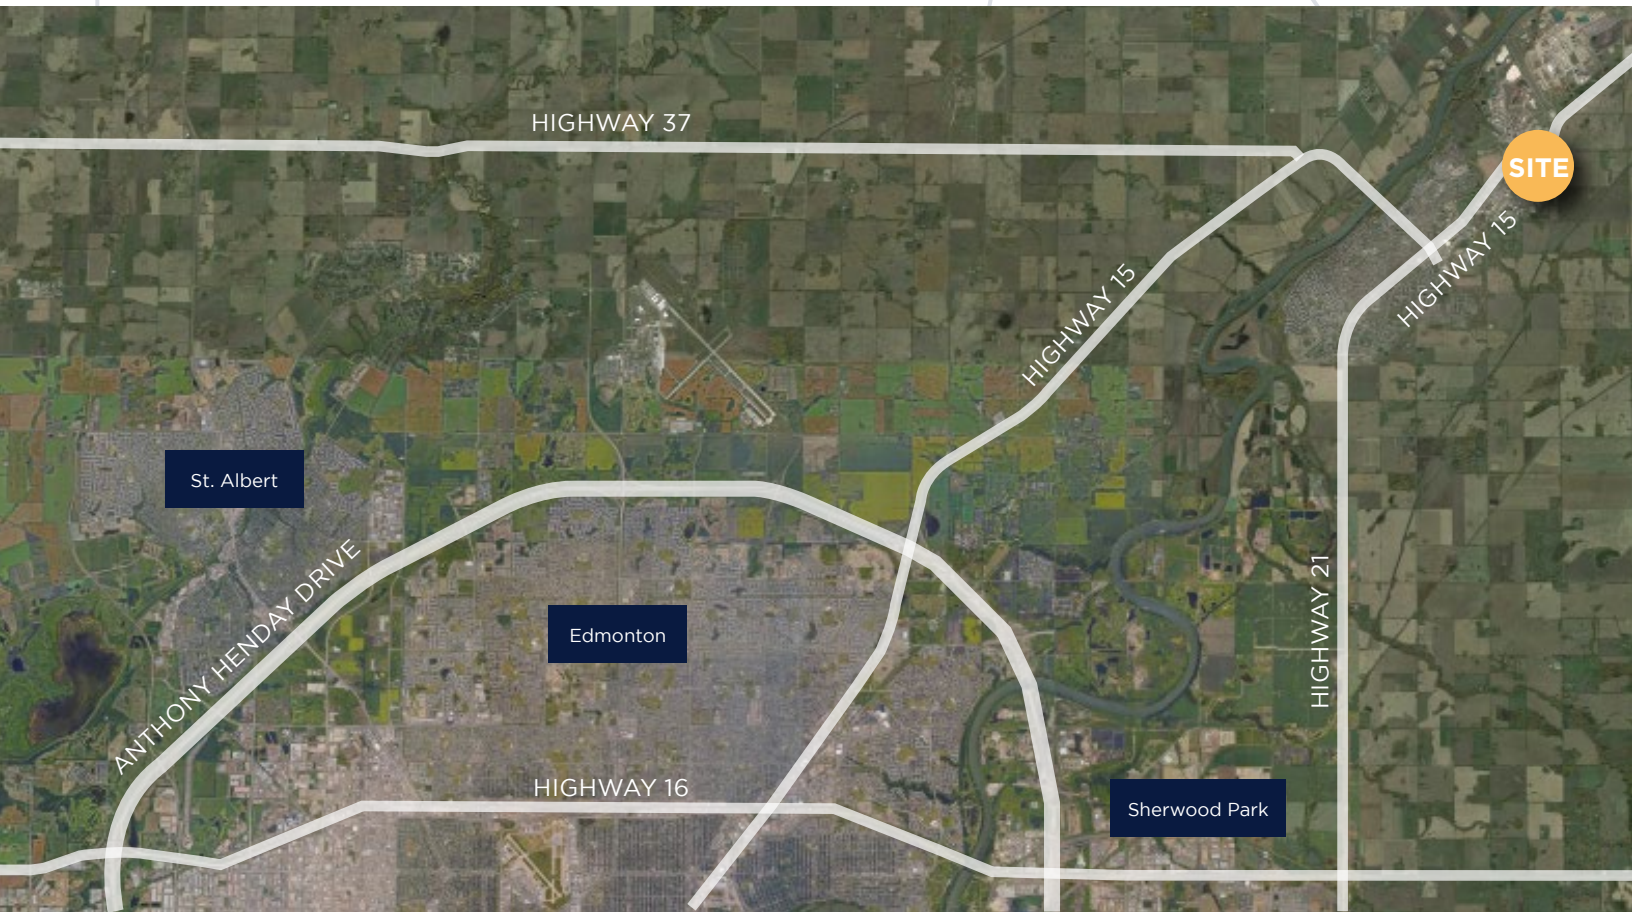 HIGHWAY 37
SITE
HIGHWAY 15
HIGHWAY 15
St. Albert
ANTHONY HENDAY DRIVE
Edmonton
HIGHWAY 21
HIGHWAY 16
Sherwood Park